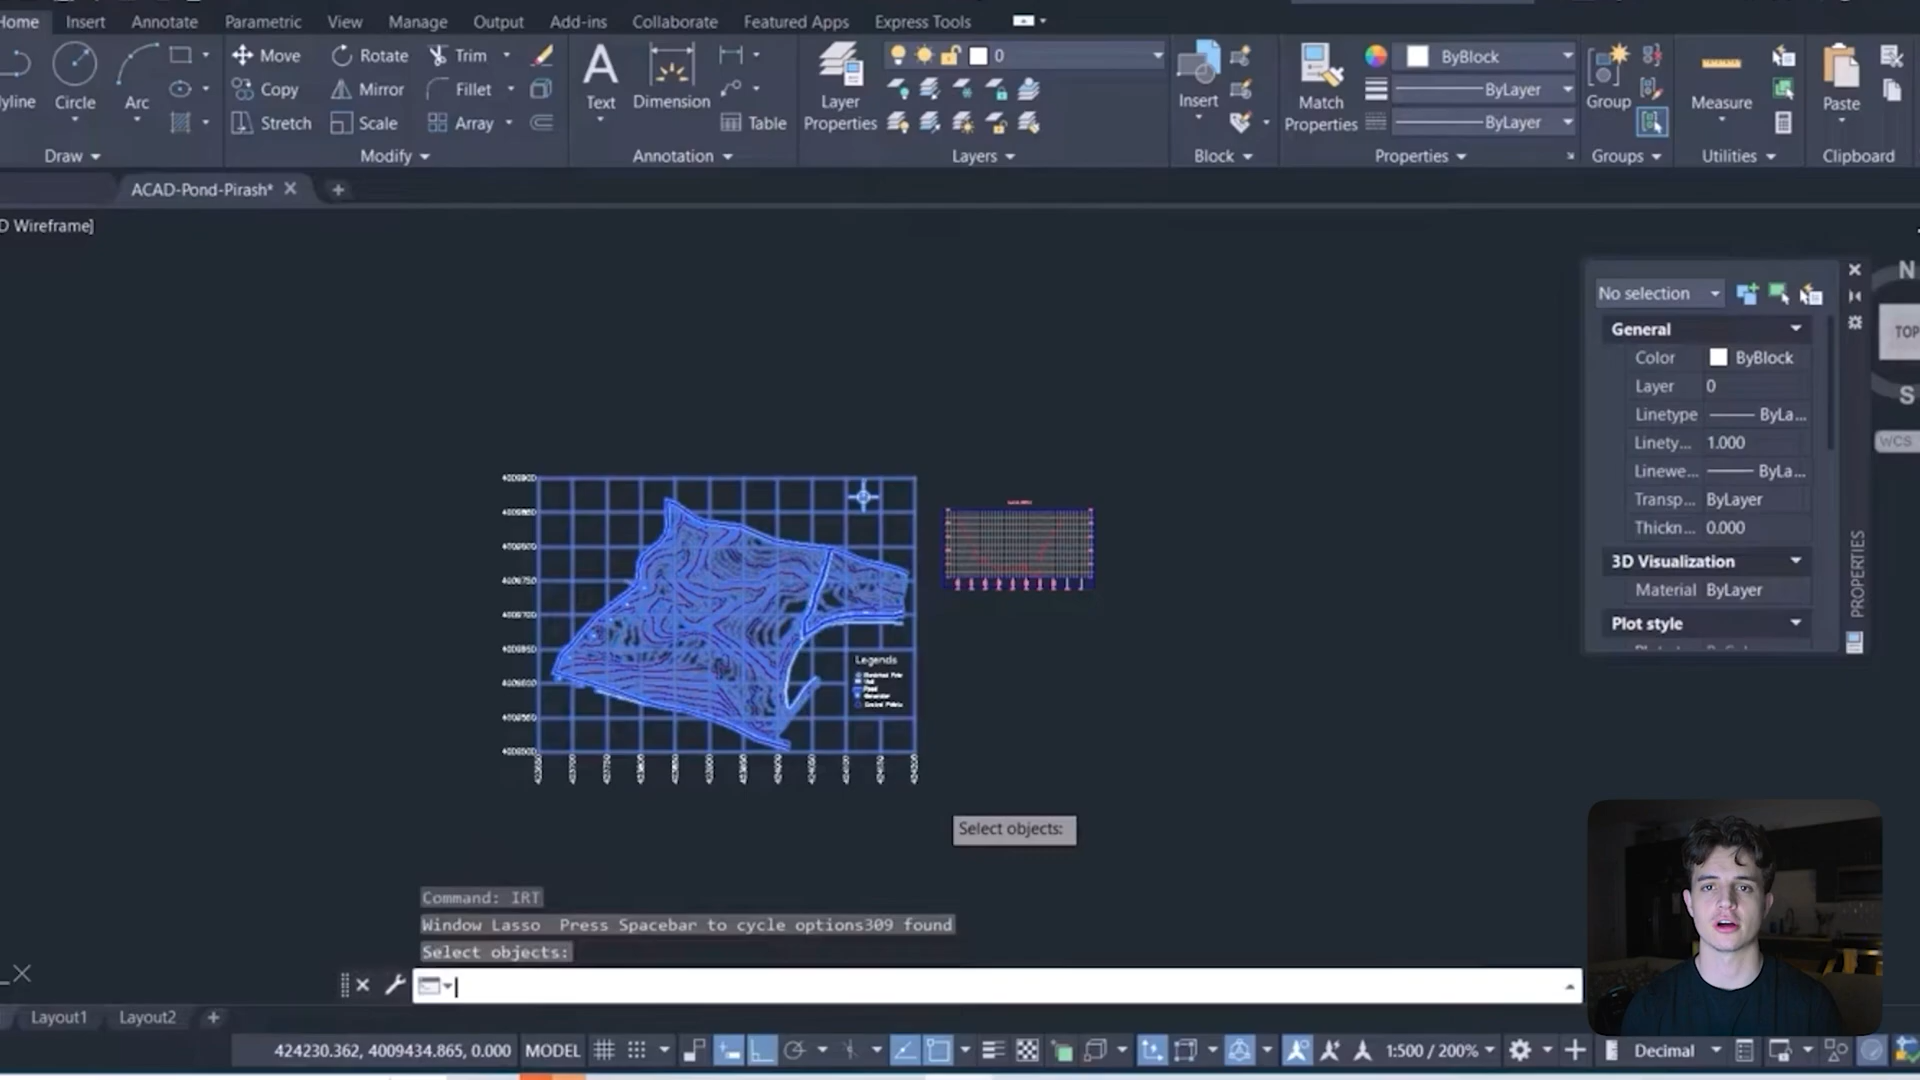 Home Insert Annotate Parametric View Manage Output Add-ins Collaborate Featured Apps Express Tools
Circle
Arc
Move
Rotate
Trim
Copy
Mirror
Fillet
Stretch
Scale
Array
Text
Dimension
Table
Layer
Properties
0
Insert
Match
Properties
ByBlock
ByLayer
ByLayer
Group
Measure
Paste
Draw
Modify
Annotation
Layers
Block
Properties
Groups
Utilities
Clipboard
ACAD-Pond-Pirash*
D Wireframe]
N
TOP
S
WCS
No selection
General
Color ByBlock
Layer 0
Linetype ByLa...
Linety... 1.000
Linewe... ByLa...
Transp... ByLayer
Thickn... 0.000
3D Visualization
Material ByLayer
Plot style
PROPERTIES
Legends
Select objects:
Command: IRT
Window Lasso Press Spacebar to cycle options309 found
Select objects:
Layout1 Layout2
424230.362, 4009434.865, 0.000 MODEL 1:500 / 200% Decimal